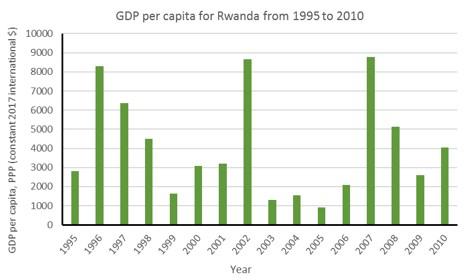 GDP per capita for Rwanda from 1995 to 2010
GDP per capita, PPP (constant 2017 international $)
10000
9000
8000
7000
6000
5000
4000
3000
2000
1000
0
1995 1996 1997 1998 1999 2000 2001 2002 2003 2004 2005 2006 2007 2008 2009 2010
Year